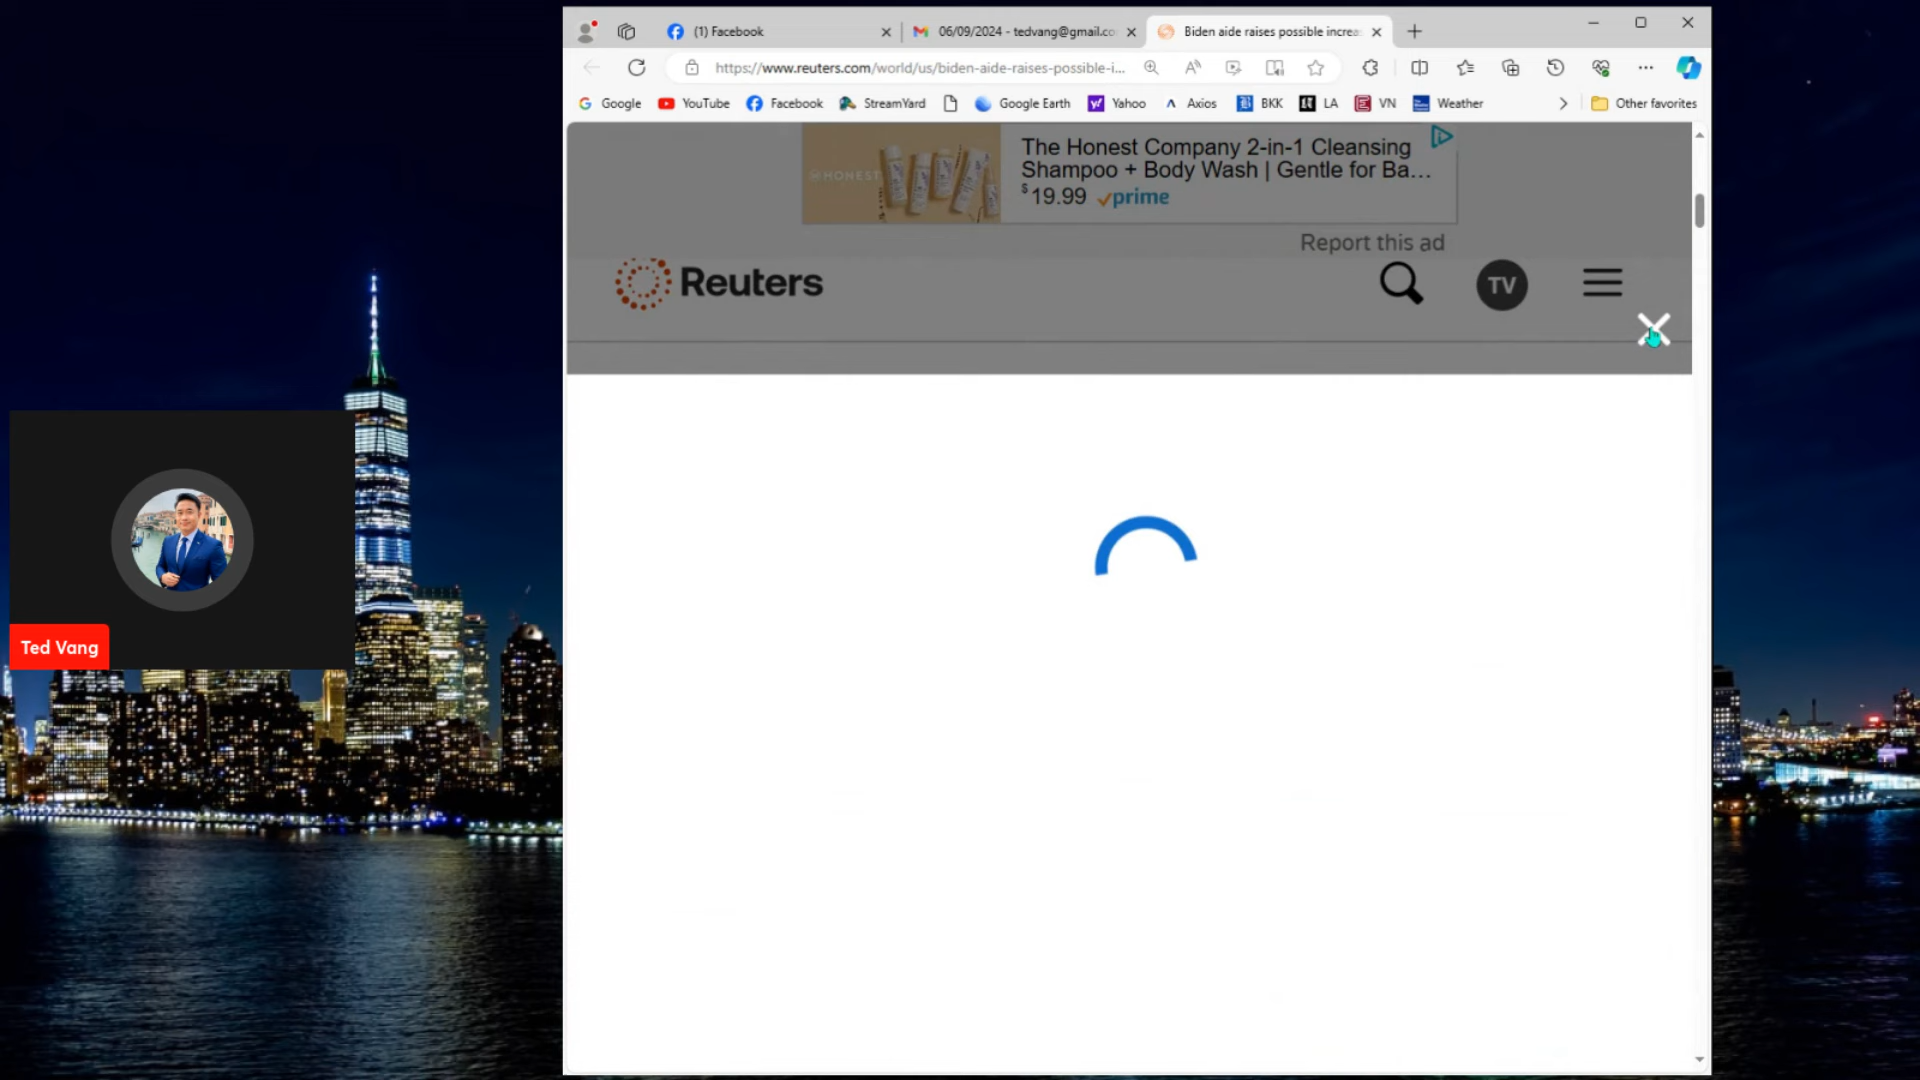 (1) Facebook
06/09/2024 - tedvang@gmail.co
Biden aide raises possible increa
https://www.reuters.com/world/us/biden-aide-raises-possible-i...
Google
YouTube
Facebook
StreamYard
Google Earth
Yahoo
Axios
BKK
LA
VN
Weather
Other favorites
HONEST
The Honest Company 2-in-1 Cleansing
Shampoo + Body Wash | Gentle for Ba...
$19.99 prime
Report this ad
Reuters
TV
Ted Vang